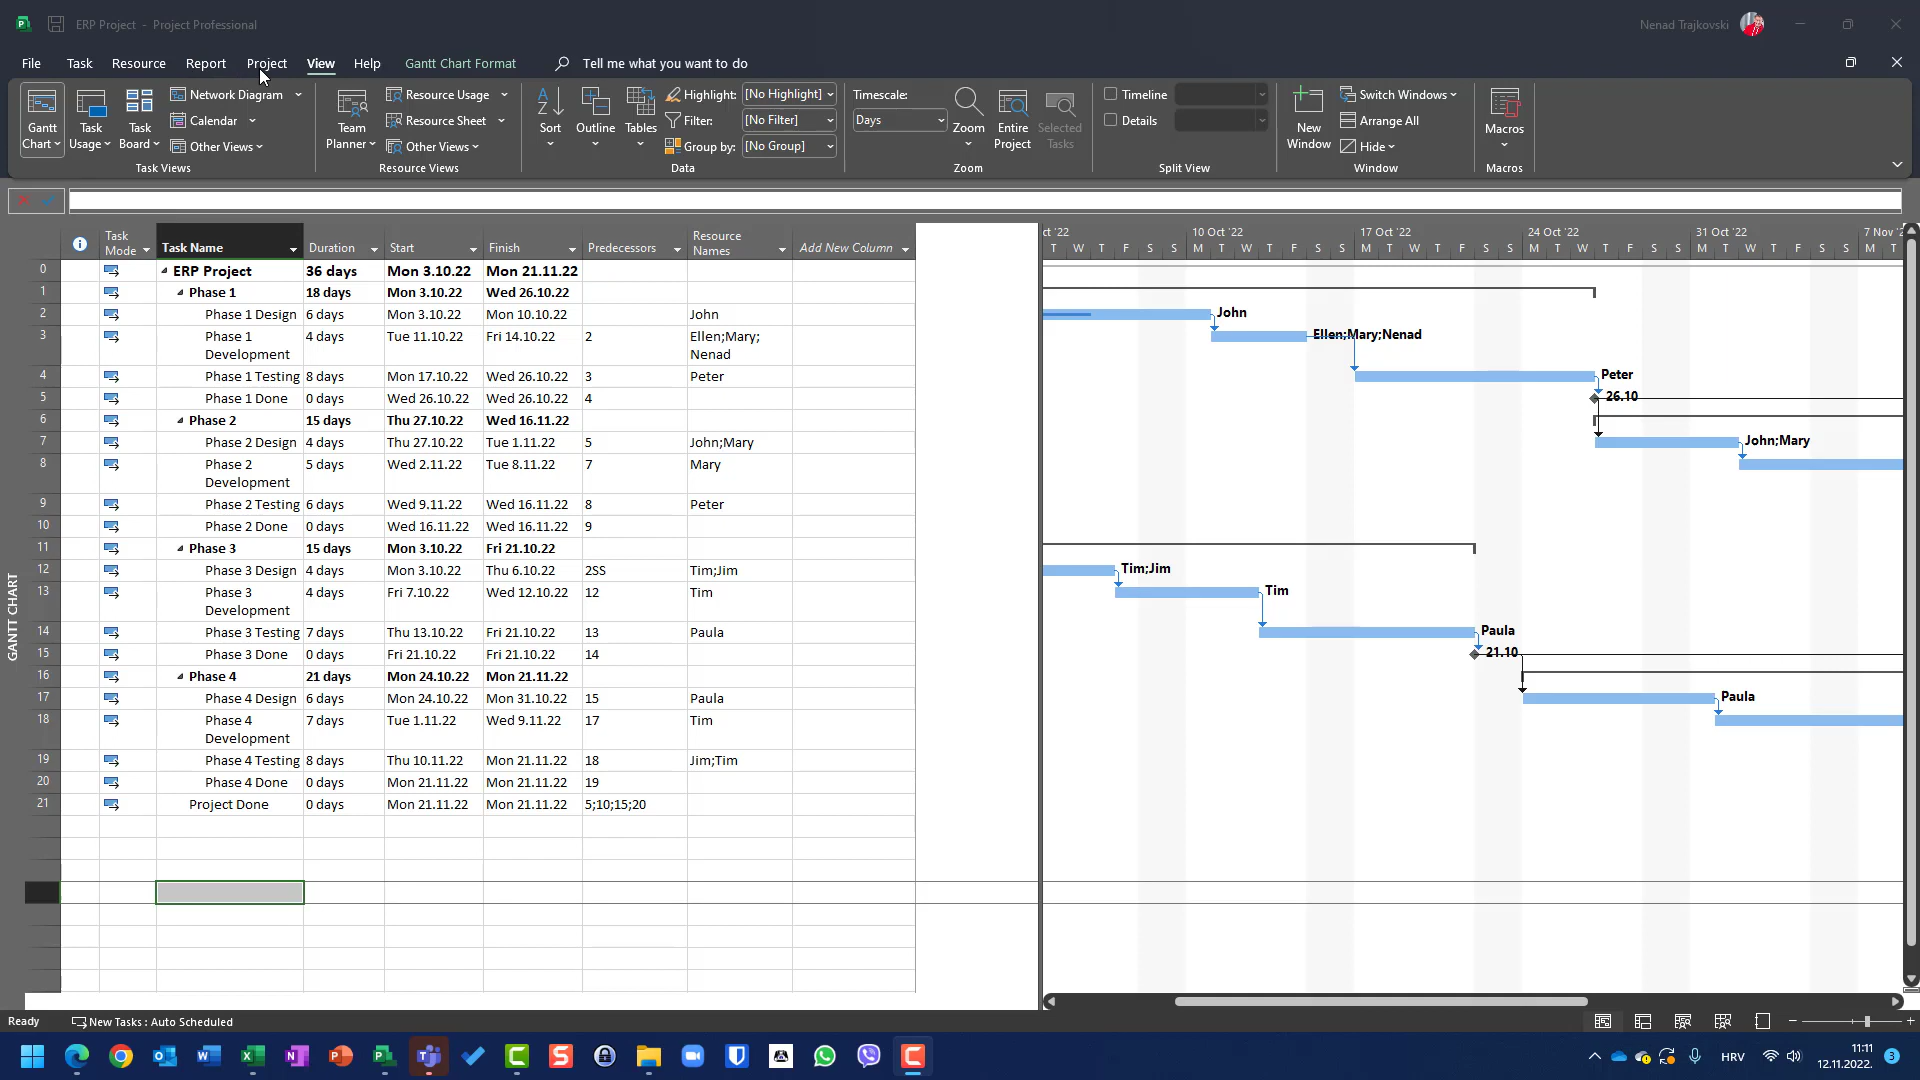 ERP Project - Project Professional
Nenad Trajkovski
File Task Resource Report Project View Help Gantt Chart Format Tell me what you want to do
Gantt Chart
Task Usage
Task Board
Network Diagram
Calendar
Other Views
Task Views
Team Planner
Resource Usage
Resource Sheet
Other Views
Resource Views
Sort
Outline
Tables
Highlight: [No Highlight]
Filter: [No Filter]
Group by: [No Group]
Data
Timescale:
Days
Zoom
Entire Project
Selected Tasks
Zoom
Timeline
Details
Split View
New Window
Switch Windows
Arrange All
Hide
Window
Macros
Macros
Task Mode Task Name Duration Start Finish Predecessors Resource Names Add New Column
0 ERP Project 36 days Mon 3.10.22 Mon 21.11.22
1 Phase 1 18 days Mon 3.10.22 Wed 26.10.22
2 Phase 1 Design 6 days Mon 3.10.22 Mon 10.10.22 John
3 Phase 1 Development 4 days Tue 11.10.22 Fri 14.10.22 2 Ellen;Mary;Nenad
4 Phase 1 Testing 8 days Mon 17.10.22 Wed 26.10.22 3 Peter
5 Phase 1 Done 0 days Wed 26.10.22 Wed 26.10.22 4
6 Phase 2 15 days Thu 27.10.22 Wed 16.11.22
7 Phase 2 Design 4 days Thu 27.10.22 Tue 1.11.22 5 John;Mary
8 Phase 2 Development 5 days Wed 2.11.22 Tue 8.11.22 7 Mary
9 Phase 2 Testing 6 days Wed 9.11.22 Wed 16.11.22 8 Peter
10 Phase 2 Done 0 days Wed 16.11.22 Wed 16.11.22 9
11 Phase 3 15 days Mon 3.10.22 Fri 21.10.22
12 Phase 3 Design 4 days Mon 3.10.22 Thu 6.10.22 2SS Tim;Jim
13 Phase 3 Development 4 days Fri 7.10.22 Wed 12.10.22 12 Tim
14 Phase 3 Testing 7 days Thu 13.10.22 Fri 21.10.22 13 Paula
15 Phase 3 Done 0 days Fri 21.10.22 Fri 21.10.22 14
16 Phase 4 21 days Mon 24.10.22 Mon 21.11.22
17 Phase 4 Design 6 days Mon 24.10.22 Mon 31.10.22 15 Paula
18 Phase 4 Development 7 days Tue 1.11.22 Wed 9.11.22 17 Tim
19 Phase 4 Testing 8 days Thu 10.11.22 Mon 21.11.22 18 Jim;Tim
20 Phase 4 Done 0 days Mon 21.11.22 Mon 21.11.22 19
21 Project Done 0 days Mon 21.11.22 Mon 21.11.22 5;10;15;20
GANTT CHART
ct '22 10 Oct '22 17 Oct '22 24 Oct '22 31 Oct '22 7 Nov '2
T W T F S S M T W T F S S M T W T F S S M T W T F S S M T W T F S S M T
John
Ellen;Mary;Nenad
Peter
26.10
John;Mary
Tim;Jim
Tim
Paula
21.10
Paula
Ready New Tasks : Auto Scheduled
HRV
11:11
12.11.2022.
3